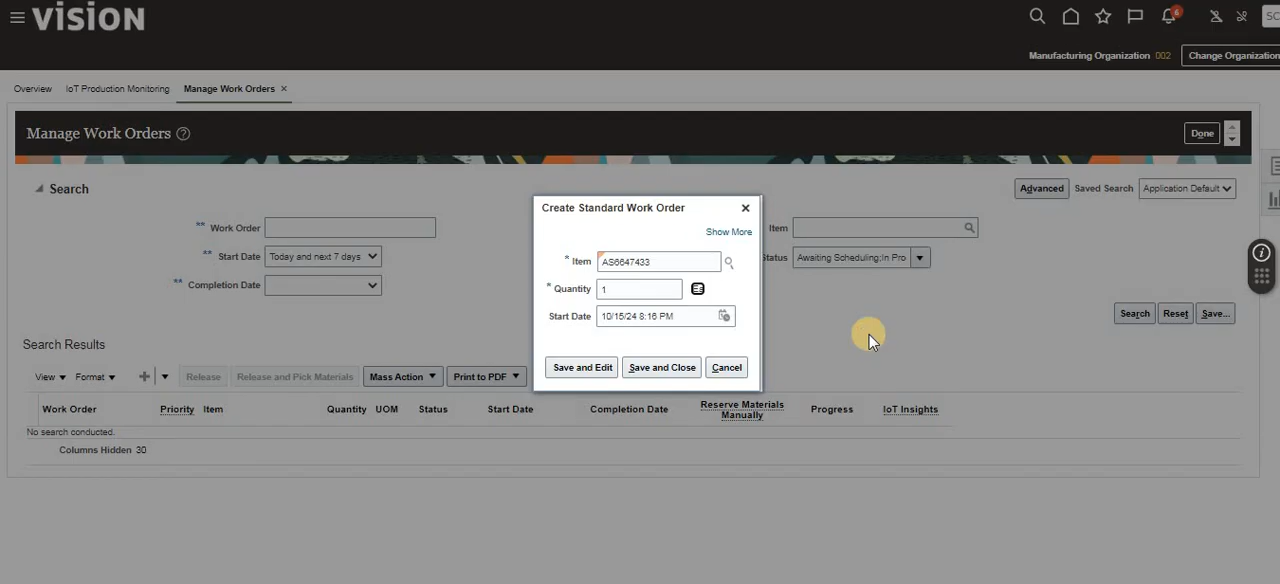 vision
6
SC
Manufacturing Organization 002 Change Organization
Overview IoT Production Monitoring Manage Work Orders ×
Manage Work Orders ? Done
Search Advanced Saved Search Application Default
** Work Order Item
** Start Date Today and next 7 days Status Awaiting Scheduling;In Pro
** Completion Date
Search Reset Save...
Create Standard Work Order ×
Show More
* Item AS6647433
* Quantity 1
Start Date 10/15/24 8:16 PM
Save and Edit Save and Close Cancel
Search Results
View Format Release Release and Pick Materials Mass Action Print to PDF
Work Order Priority Item Quantity UOM Status Start Date Completion Date Reserve Materials Manually Progress IoT Insights
No search conducted.
Columns Hidden 30